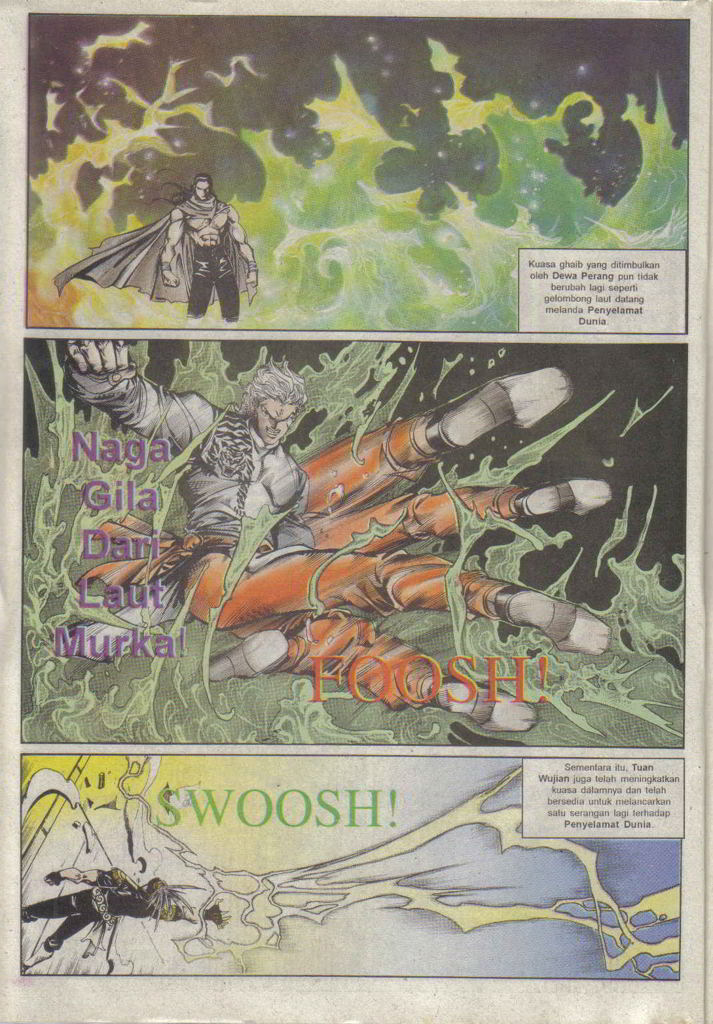 Kuasa ghaib yang ditimbulkan
oleh Dewa Perang pun tidak
berubah lagi seperti
gelombong laut datang
melanda Penyelamat
Dunia.
Naga
Gila
Dari
Laut
Murka!
FOOSH!
SWOOSH!
Sementara itu, Tuan
Wujian juga telah meningkatkan
kuasa dalamnya dan telah
bersedia untuk melancarkan
satu serangan lagi terhadap
Penyelamat Dunia.